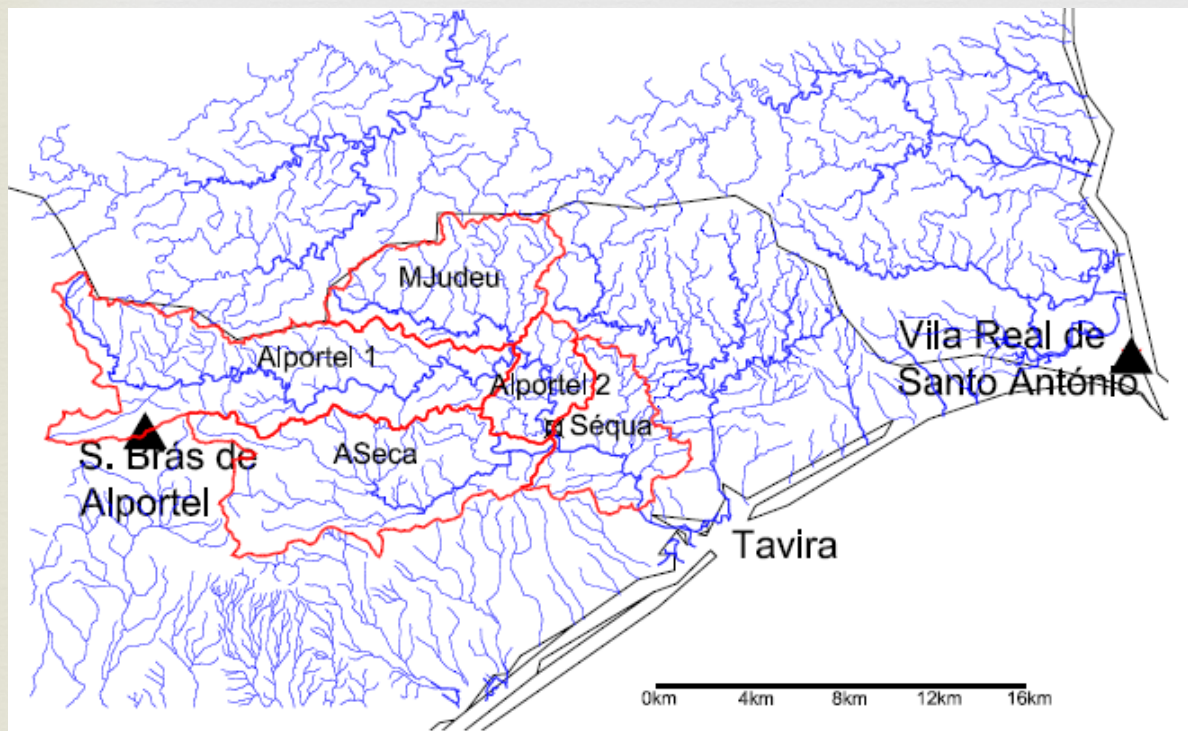 MJudeu
Alportel 1
Vila Real de
Santo António
Alportel 2
Séqua
ASeca
S. Brás de
Alportel
Tavira
0km 4km 8km 12km 16km